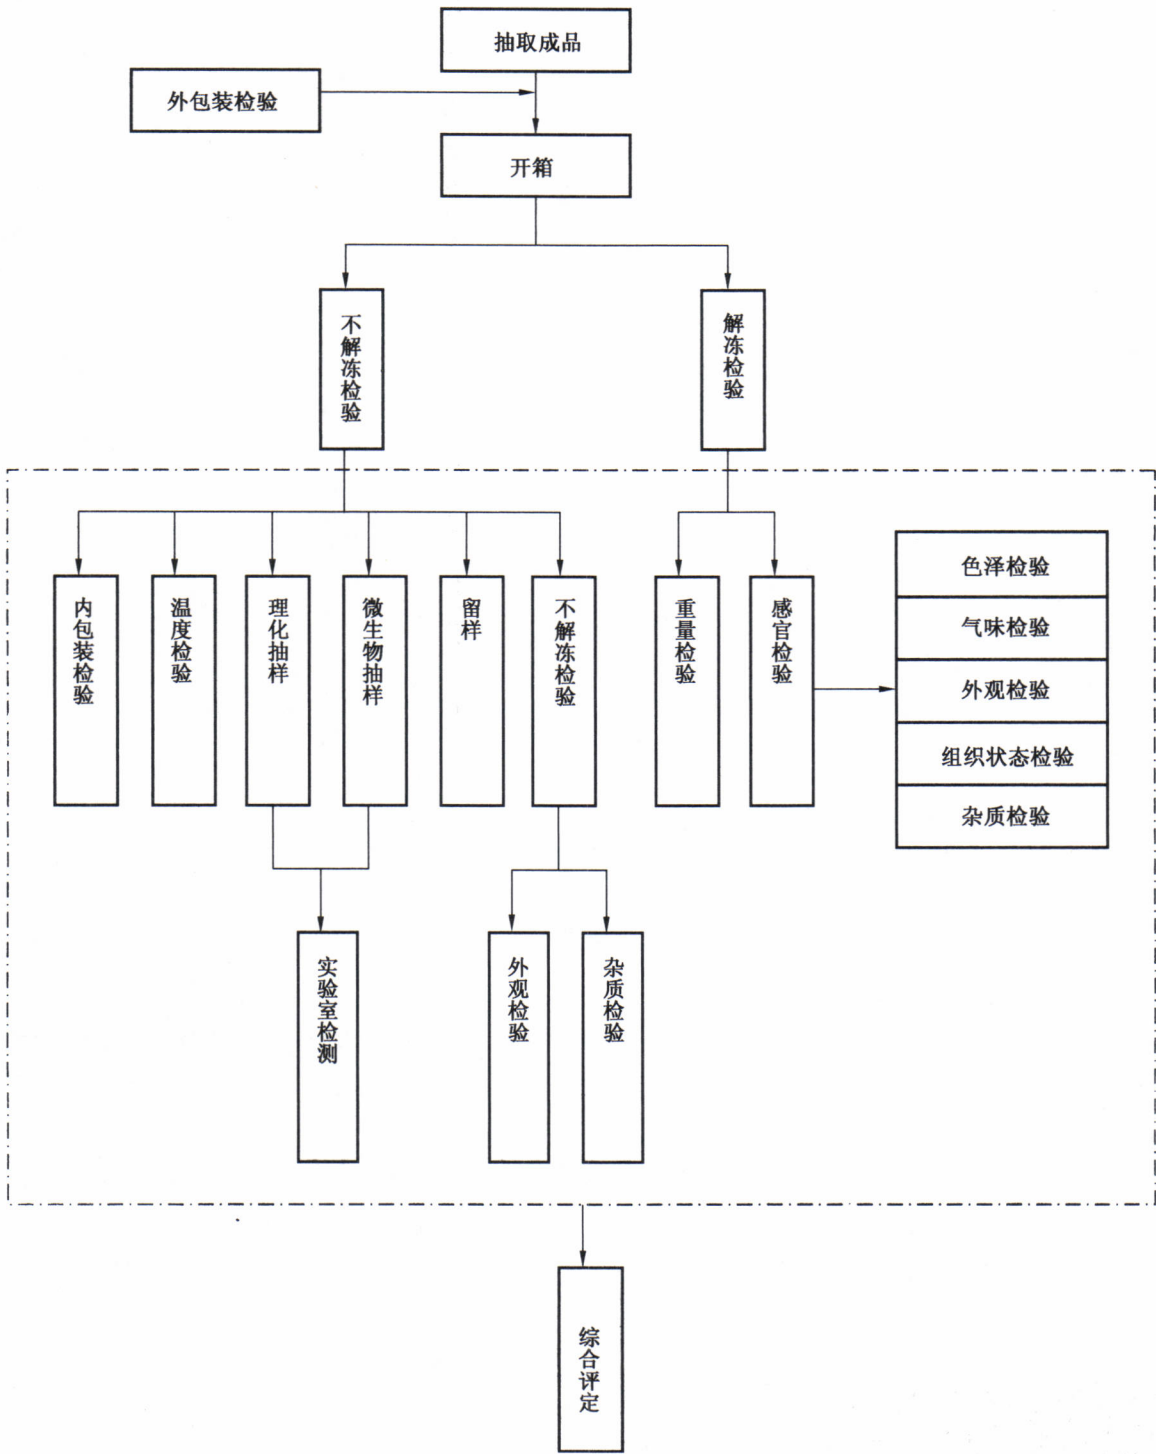 抽取成品
外包装检验
开箱
不解冻检验
解冻检验
内包装检验
温度检验
理化抽样
微生物抽样
留样
不解冻检验
重量检验
感官检验
色泽检验
气味检验
外观检验
组织状态检验
杂质检验
实验室检测
外观检验
杂质检验
综合评定